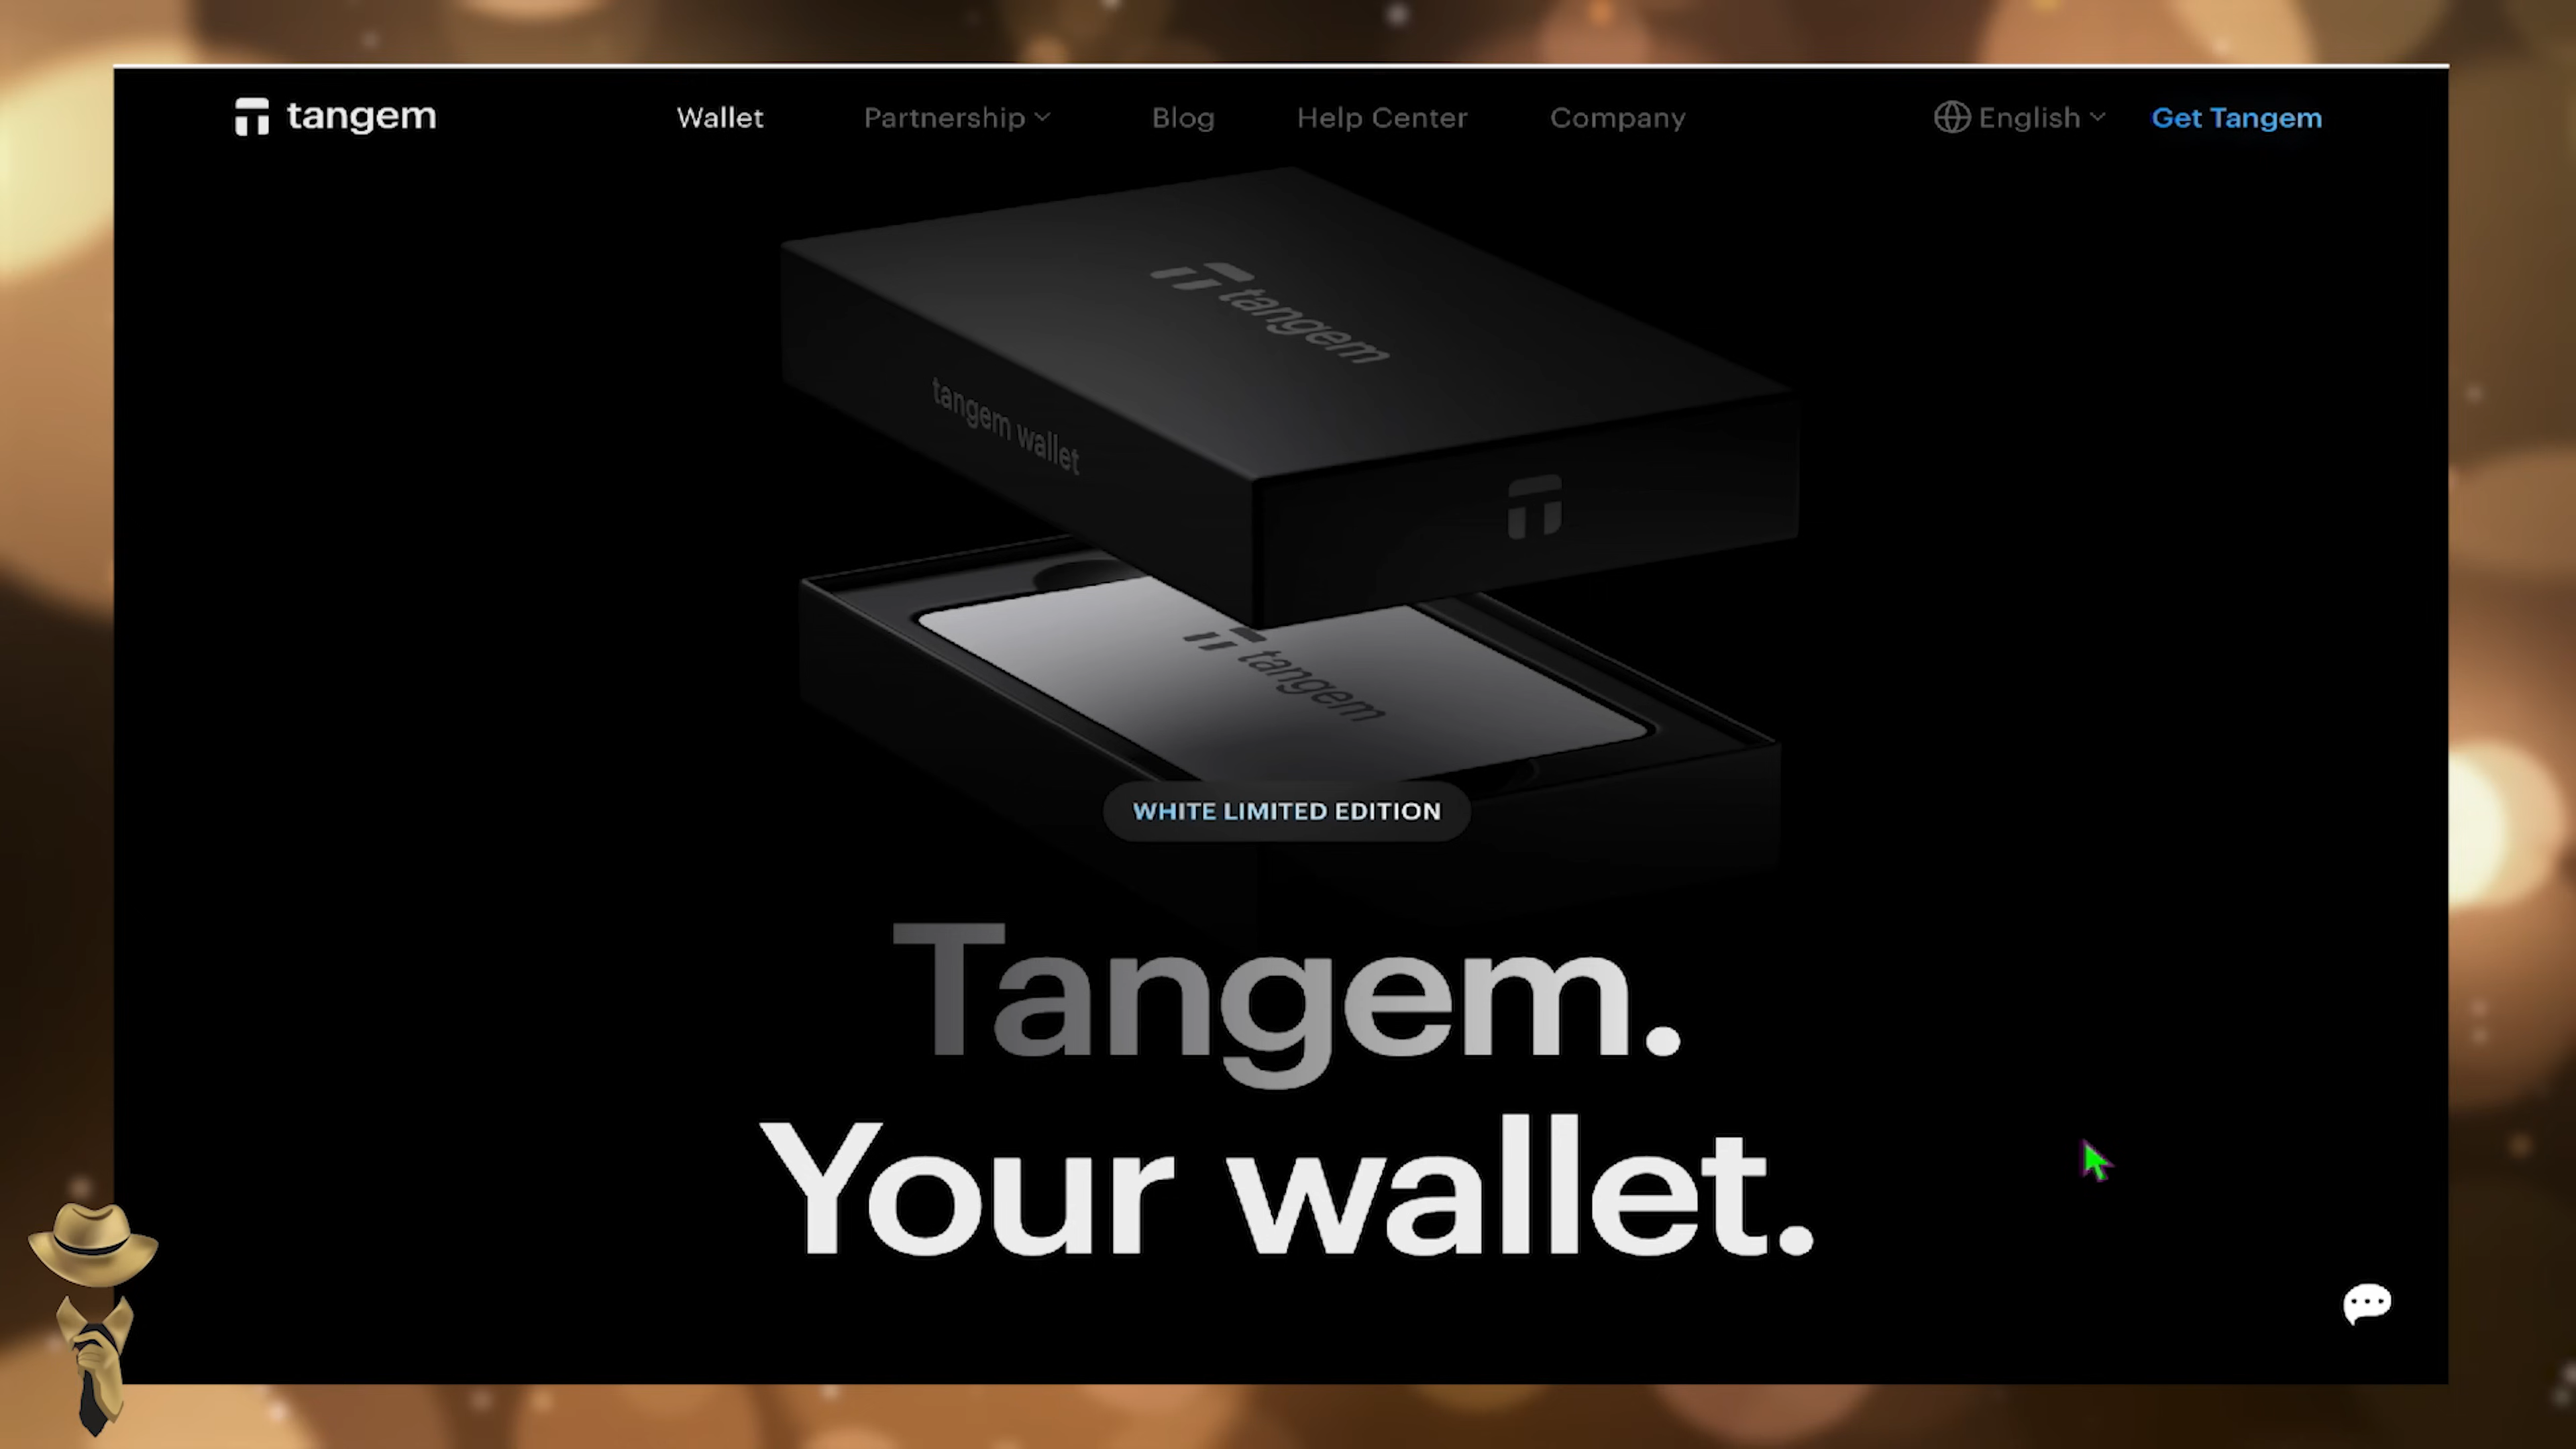 tangem
Wallet
Partnership
Blog
Help Center
Company
English
Get Tangem
tangem
tangem wallet
tangem
WHITE LIMITED EDITION
Tangem.
Your wallet.